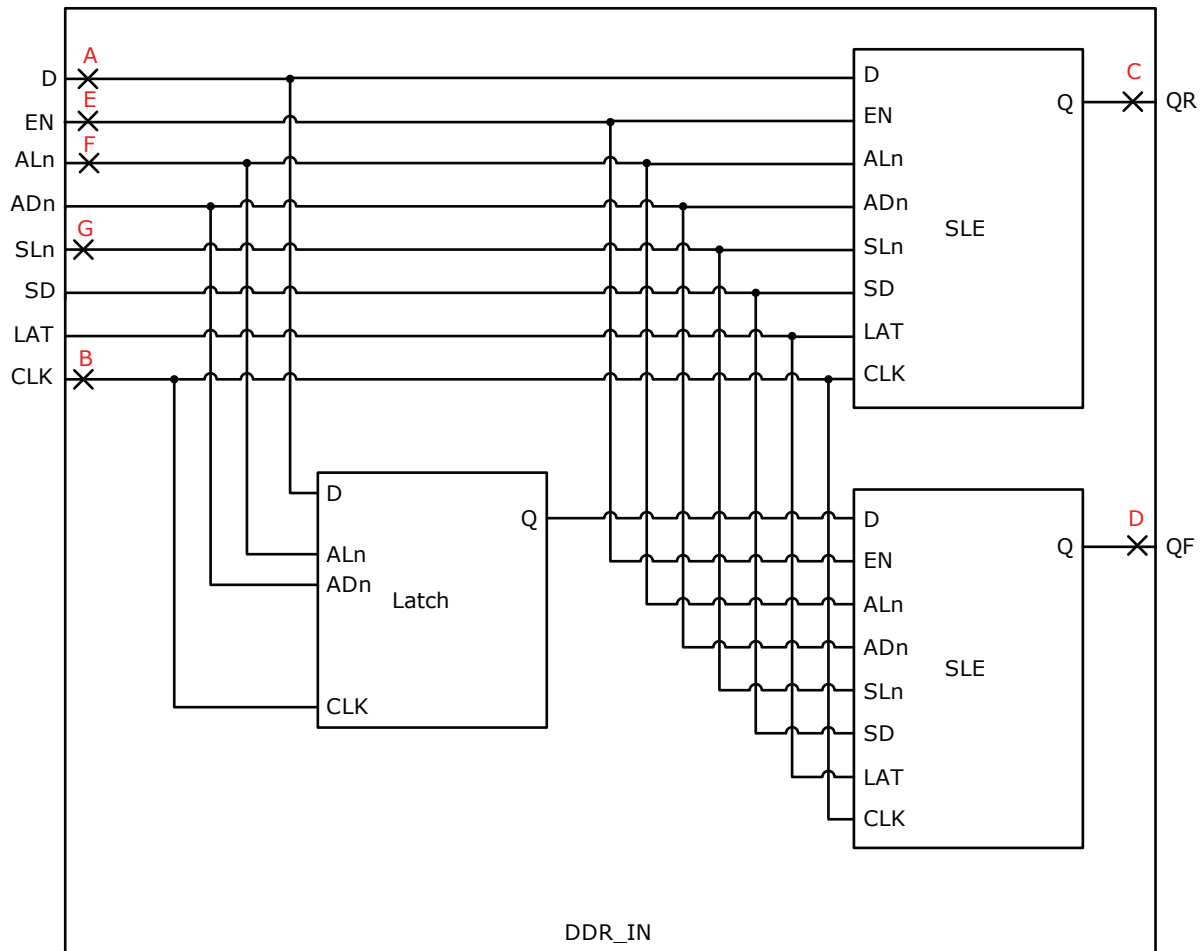 A
D
E
EN
F
ALn
ADn
G
SLn
SD
LAT
B
CLK
D
EN
ALn
ADn
SLn
SD
LAT
CLK
SLE
Q
C
QR
D
ALn
ADn
CLK
Latch
Q
D
EN
ALn
ADn
SLn
SD
LAT
CLK
SLE
Q
D
QF
DDR_IN